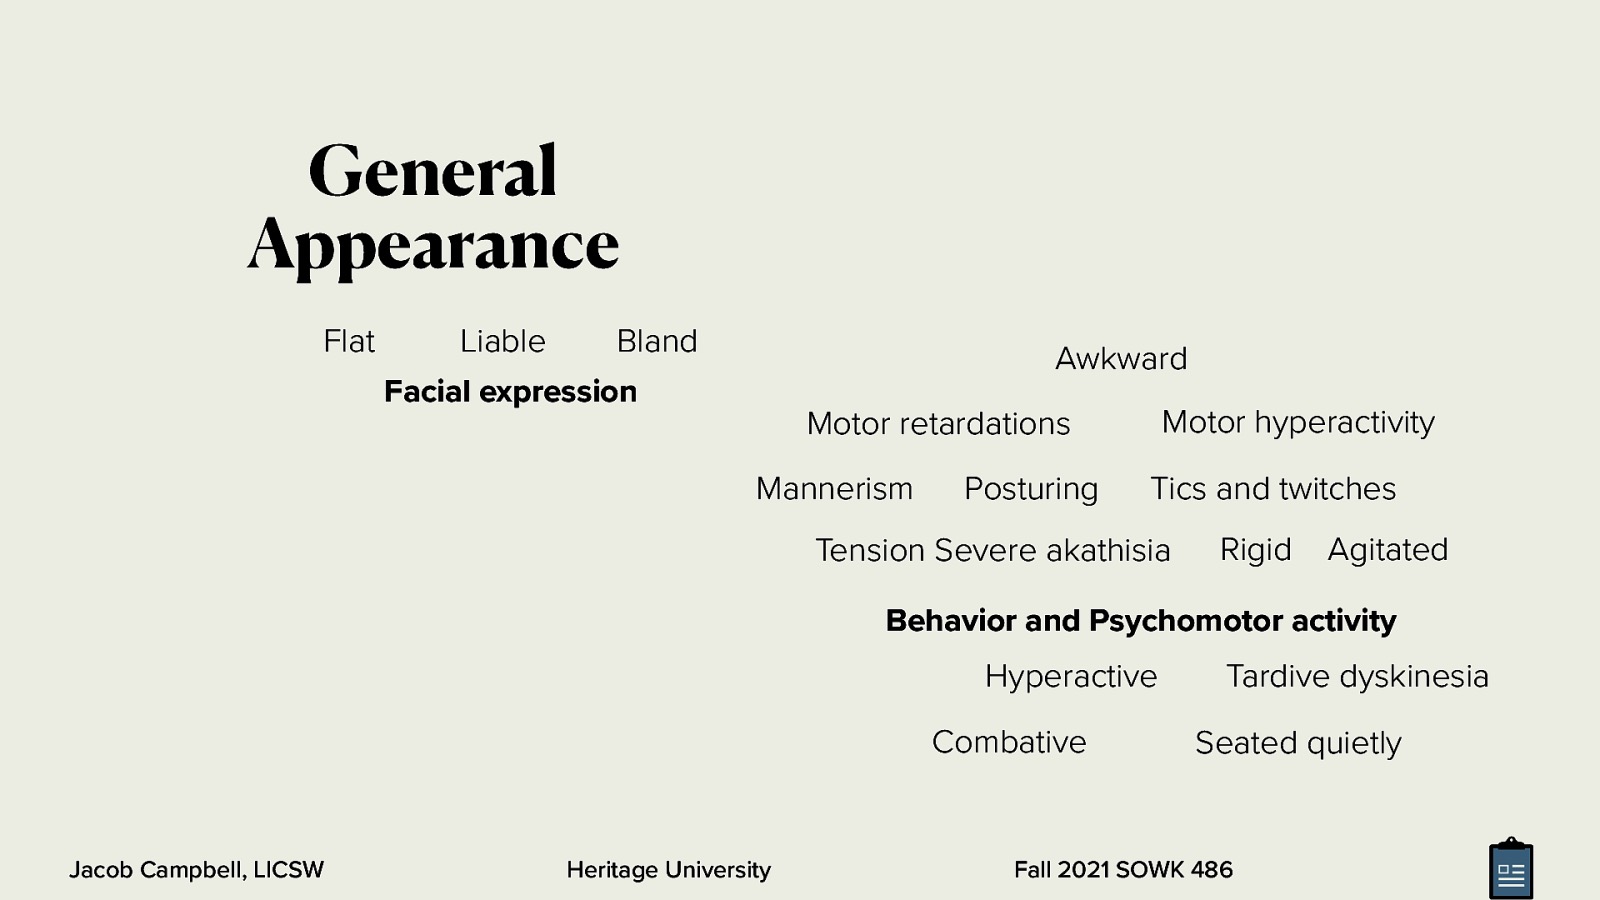 General
Appearance
Flat Liable Bland
Facial expression
Awkward
Motor retardations Motor hyperactivity
Mannerism Posturing Tics and twitches
Tension Severe akathisia Rigid Agitated
Behavior and Psychomotor activity
Hyperactive Tardive dyskinesia
Combative Seated quietly
Jacob Campbell, LICSW Heritage University Fall 2021 SOWK 486